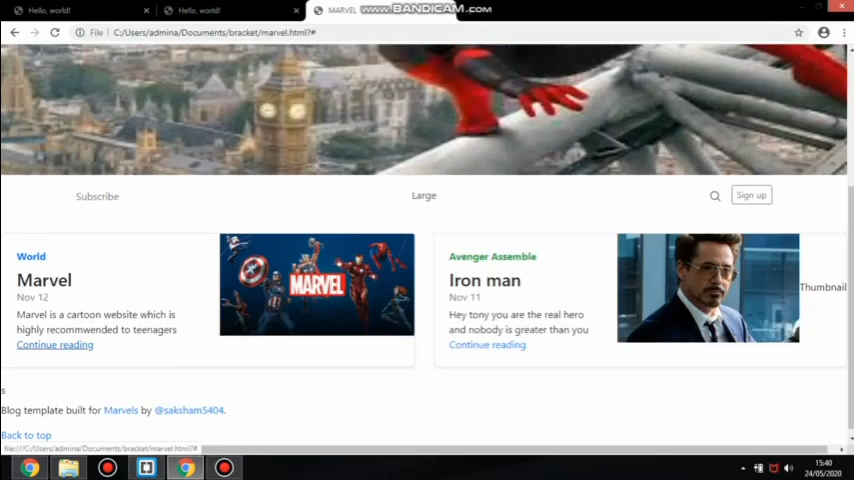 Hello, world!
Hello, world!
MARVEL
www.BANDICAM.com
File
C:/Users/admina/Documents/bracket/marvel.html?#
Subscribe
Large
Sign up
World
Marvel
Nov 12
Marvel is a cartoon website which is
highly recommwended to teenagers
Continue reading
MARVEL
Avenger Assemble
Iron man
Nov 11
Hey tony you are the real hero
and nobody is greater than you
Continue reading
Thumbnail
s
Blog template built for Marvels by @saksham5404.
Back to top
file:///C:/Users/admina/Documents/bracket/marvel.html?#
15:40
24/05/2020